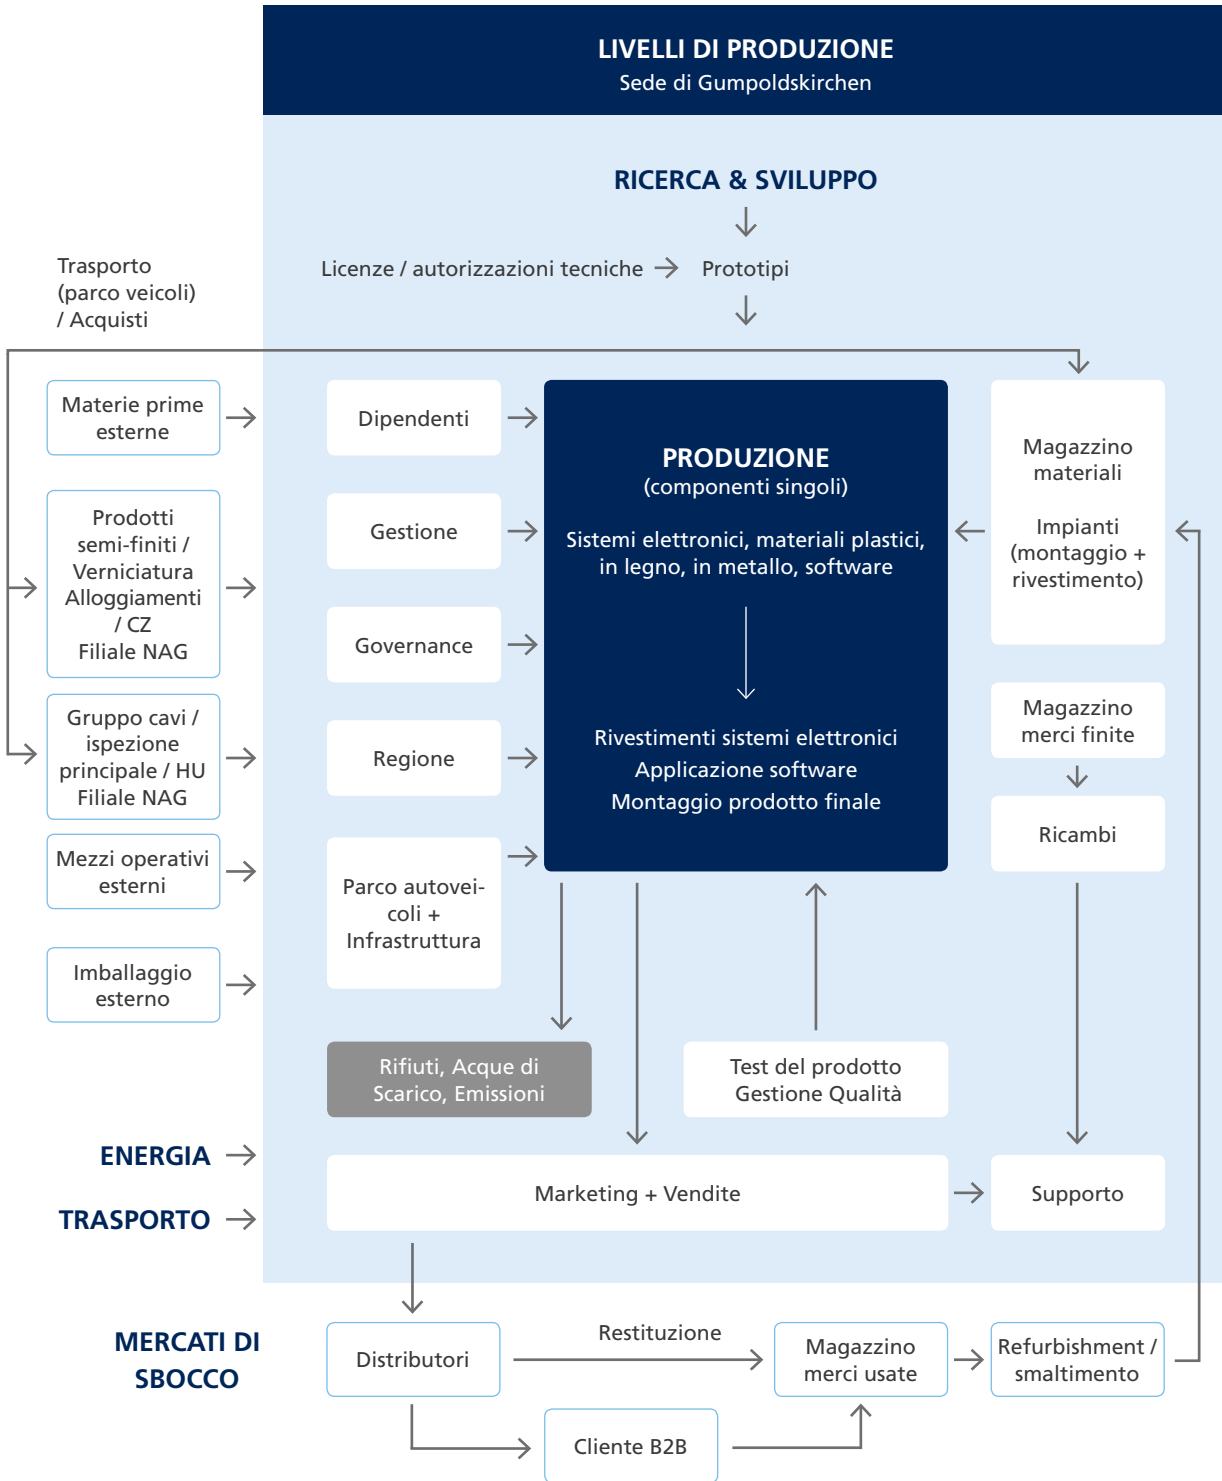 LIVELLI DI PRODUZIONE
Sede di Gumpoldskirchen
RICERCA & SVILUPPO
Licenze / autorizzazioni tecniche
Prototipi
Trasporto
(parco veicoli)
/ Acquisti
Materie prime
esterne
Prodotti
semi-finiti /
Verniciatura
Alloggiamenti
/ CZ
Filiale NAG
Gruppo cavi /
ispezione
principale / HU
Filiale NAG
Mezzi operativi
esterni
Imballaggio
esterno
Dipendenti
Gestione
Governance
Regione
Parco autovei-
coli +
Infrastruttura
PRODUZIONE
(componenti singoli)
Sistemi elettronici, materiali plastici,
in legno, in metallo, software
Rivestimenti sistemi elettronici
Applicazione software
Montaggio prodotto finale
Magazzino
materiali
Impianti
(montaggio +
rivestimento)
Magazzino
merci finite
Ricambi
Rifiuti, Acque di
Scarico, Emissioni
Test del prodotto
Gestione Qualità
ENERGIA
TRASPORTO
Marketing + Vendite
Supporto
MERCATI DI
SBOCCO
Distributori
Restituzione
Magazzino
merci usate
Refurbishment /
smaltimento
Cliente B2B